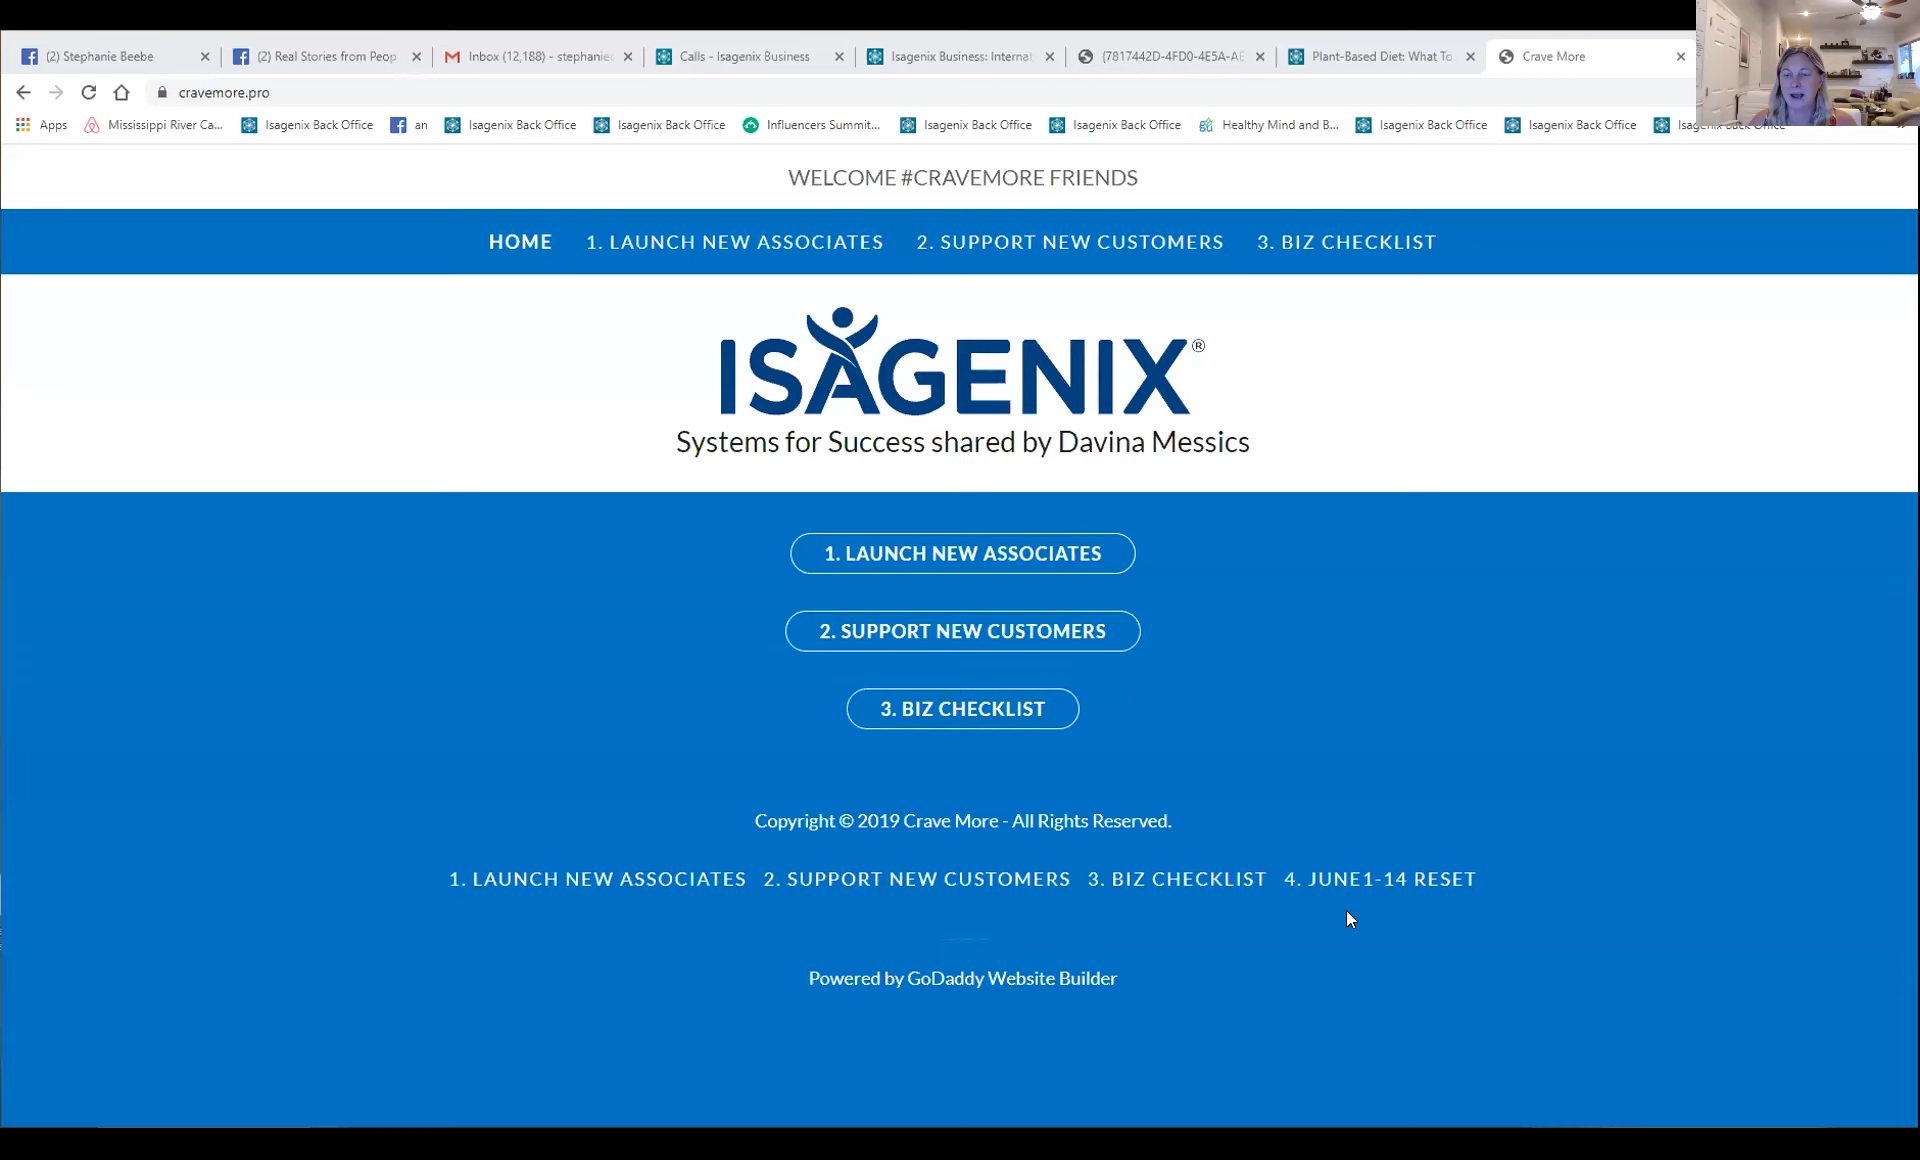 (2) Stephanie Beebe
(2) Real Stories from Peop
Inbox (12,188) - stephanie
Calls - Isagenix Business
Isagenix Business: Interna
{7817442D-4FD0-4E5A-AE
Plant-Based Diet: What To
Crave More
cravemore.pro
Apps
Mississippi River Ca...
Isagenix Back Office
an
Isagenix Back Office
Isagenix Back Office
Influencers Summit...
Isagenix Back Office
Isagenix Back Office
Healthy Mind and B...
Isagenix Back Office
Isagenix Back Office
Isagenix Back Office
WELCOME #CRAVEMORE FRIENDS
HOME 1. LAUNCH NEW ASSOCIATES 2. SUPPORT NEW CUSTOMERS 3. BIZ CHECKLIST
ISAGENIX®
Systems for Success shared by Davina Messics
1. LAUNCH NEW ASSOCIATES
2. SUPPORT NEW CUSTOMERS
3. BIZ CHECKLIST
Copyright © 2019 Crave More - All Rights Reserved.
1. LAUNCH NEW ASSOCIATES 2. SUPPORT NEW CUSTOMERS 3. BIZ CHECKLIST 4. JUNE1-14 RESET
Powered by GoDaddy Website Builder